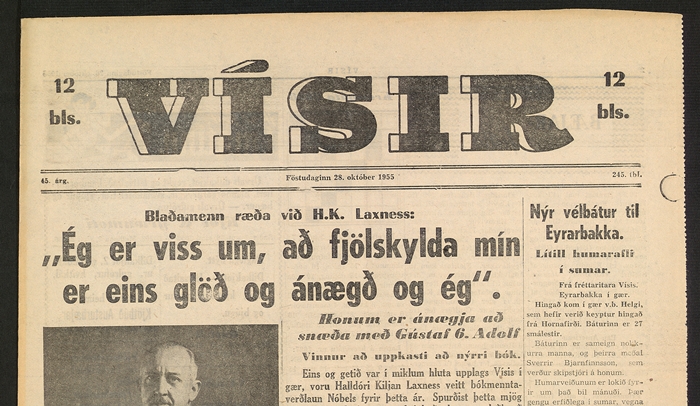 12
bls.
VÍSIR
12
bls.
45. árg.
Föstudaginn 28. október 1955
245. tbl.
Blaðamenn ræða við H.K. Laxness:
„Ég er viss um, að fjölskylda mín
er eins glöð og ánægð og ég“.
Honum er ánægja að
snæða með Gústaf 6. Adolf
Vinnur að uppkasti að nýrri bók.
Eins og getið var í miklum hluta upplags Vísis í
gær, voru Halldóri Kiljan Laxness veitt bókmennta-
verðlaun Nóbels fyrir þetta ár. Spurðist þetta mjög
Nýr vélbátur til
Eyrarbakka.
Lítill humarafli
í sumar.
Frá fréttaritara Vísis.
Eyrarbakka í gær.
Hingað kom í gær v.b. Helgi,
sem hefir verið keyptur hingað
frá Hornafirði. Báturinn er 27
smálestir.
Báturinn er sameign nokk-
urra manna, og þeirra meðal
Sverrir Bjarnfinnsson, sem
verður skipstjóri á honum.
Humarveiðunum er lokið fyr-
ir um það bil mánuði. Þær
gengu erfiðlega í sumar, vegna